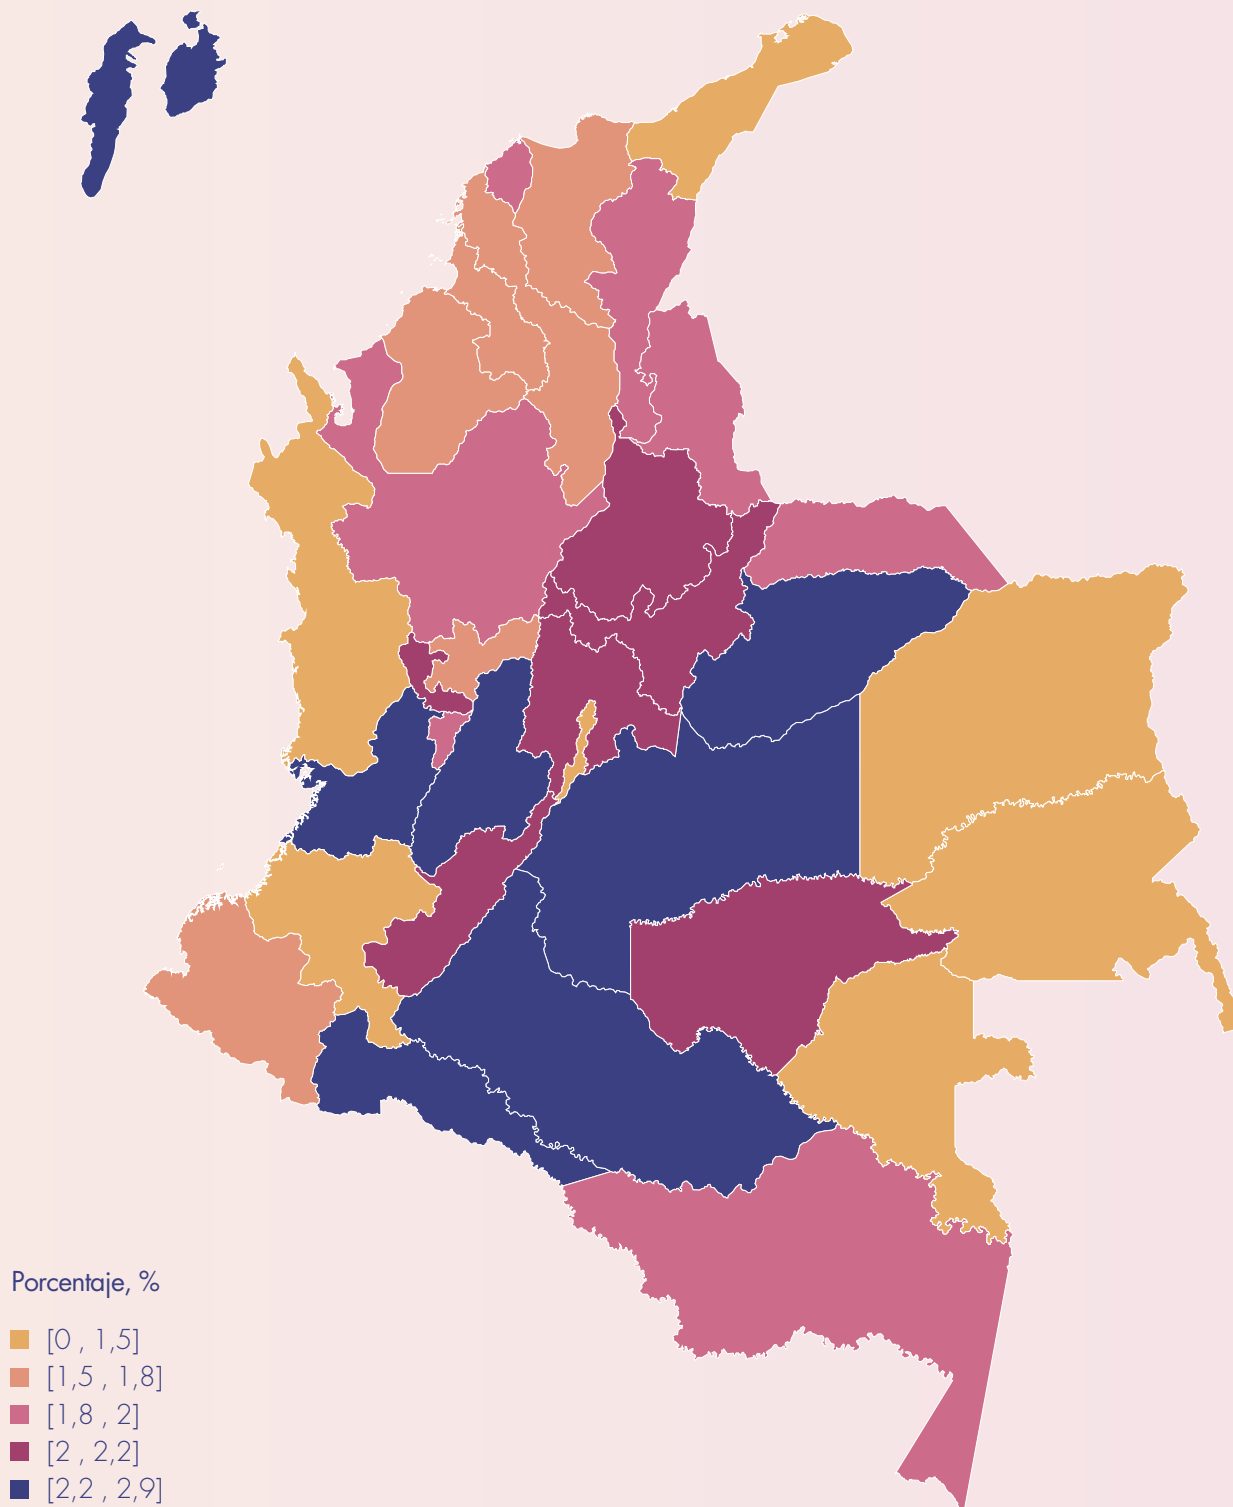 Porcentaje, %
[0 , 1,5]
[1,5 , 1,8]
[1,8 , 2]
[2 , 2,2]
[2,2 , 2,9]